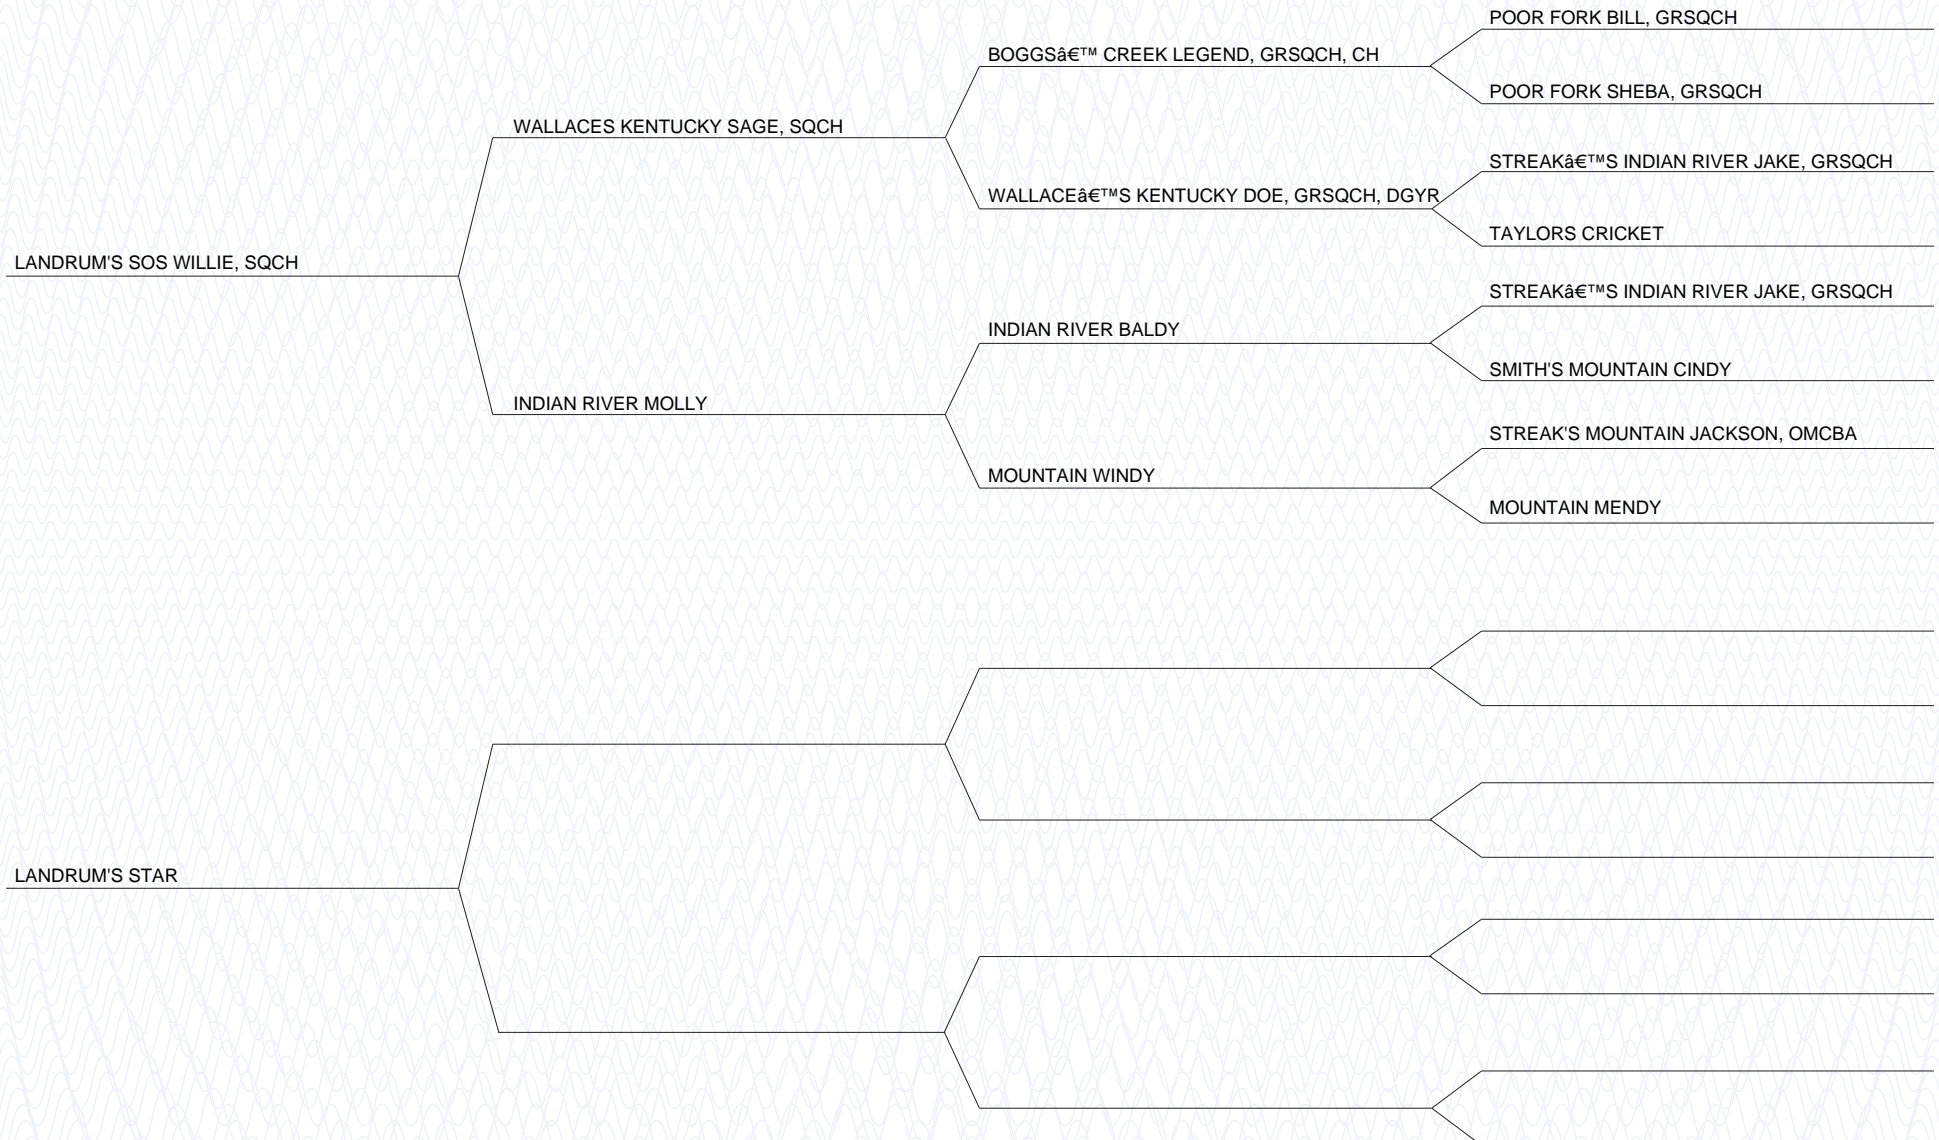 POOR FORK BILL, GRSQCH
BOGGSâ€™ CREEK LEGEND, GRSQCH, CH
POOR FORK SHEBA, GRSQCH
WALLACES KENTUCKY SAGE, SQCH
STREAKâ€™S INDIAN RIVER JAKE, GRSQCH
WALLACEâ€™S KENTUCKY DOE, GRSQCH, DGYR
TAYLORS CRICKET
LANDRUM'S SOS WILLIE, SQCH
STREAKâ€™S INDIAN RIVER JAKE, GRSQCH
INDIAN RIVER BALDY
SMITH'S MOUNTAIN CINDY
INDIAN RIVER MOLLY
STREAK'S MOUNTAIN JACKSON, OMCBA
MOUNTAIN WINDY
MOUNTAIN MENDY
LANDRUM'S STAR